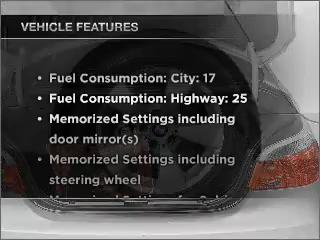 VEHICLE FEATURES
• Fuel Consumption: City: 17
• Fuel Consumption: Highway: 25
• Memorized Settings including
door mirror(s)
• Memorized Settings including
steering wheel